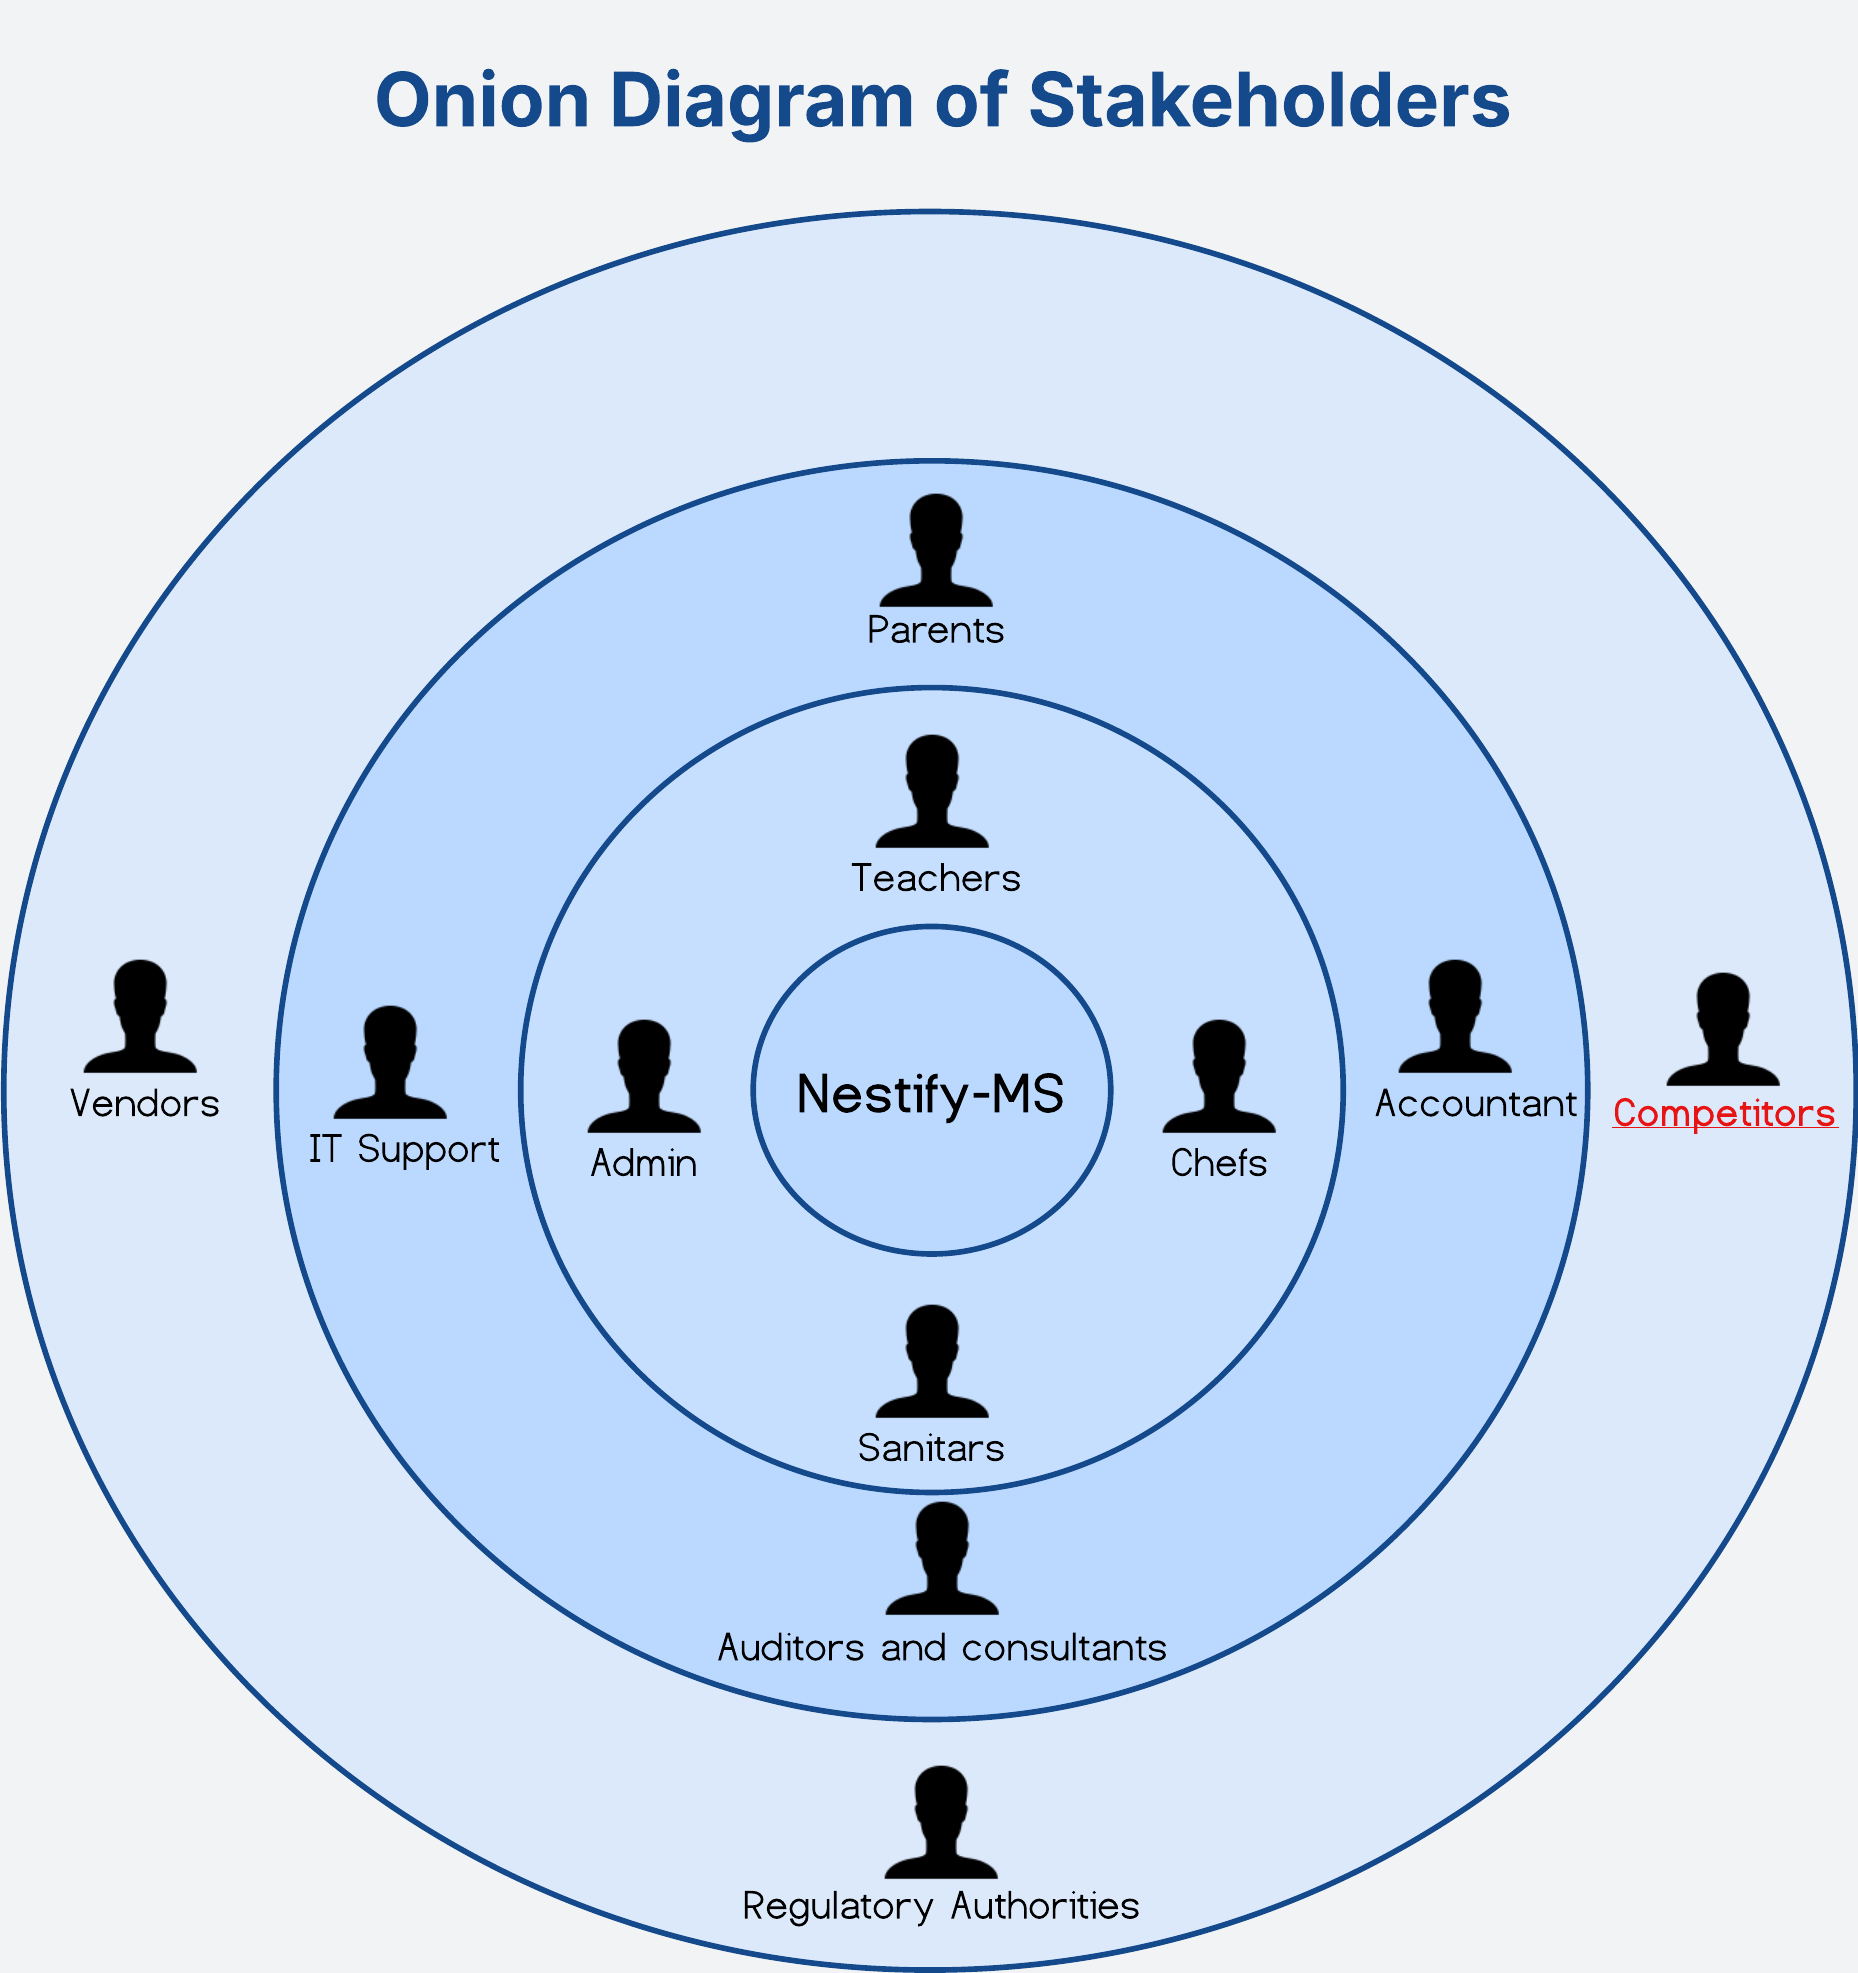 Onion Diagram of Stakeholders
Parents
Teachers
Vendors
IT Support
Admin
Nestify-MS
Chefs
Accountant
Competitors
Sanitars
Auditors and consultants
Regulatory Authorities